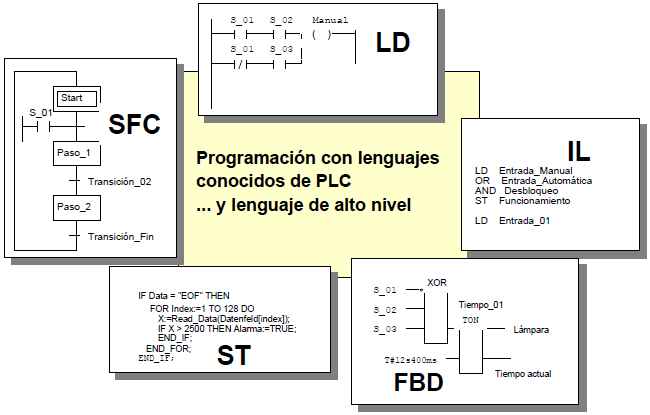 S_01 S_02 Manual
( )
S_01 S_03
/
LD
Start
S_01
SFC
Paso_1
Transición_02
Paso_2
Transición_Fin
Programación con lenguajes
conocidos de PLC
... y lenguaje de alto nivel
IL
LD Entrada_Manual
OR Entrada_Automática
AND Desbloqueo
ST Funcionamiento
LD Entrada_01
IF Data = "EOF" THEN
FOR Index:=1 TO 128 DO
X:=Read_Data(Datenfeld[index]);
IF X > 2500 THEN Alarma:=TRUE;
END_IF;
END_FOR;
END_IF;
ST
XOR
S_01
S_02
S_03
Tiempo_01
TON
Lámpara
T#12s400ms
Tiempo actual
FBD